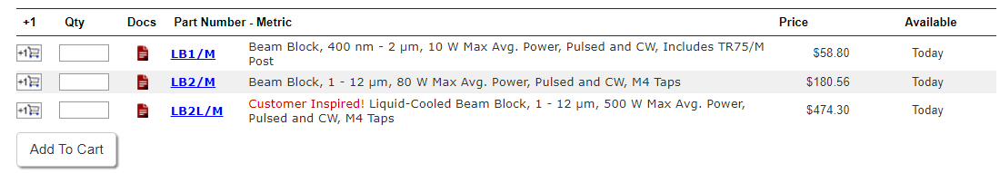 +1 Qty Docs Part Number - Metric Price Available
+1 LB1/M Beam Block, 400 nm - 2 µm, 10 W Max Avg. Power, Pulsed and CW, Includes TR75/M $58.80 Today
Post
+1 LB2/M Beam Block, 1 - 12 µm, 80 W Max Avg. Power, Pulsed and CW, M4 Taps $180.56 Today
+1 LB2L/M Customer Inspired! Liquid-Cooled Beam Block, 1 - 12 µm, 500 W Max Avg. Power, $474.30 Today
Pulsed and CW, M4 Taps
Add To Cart